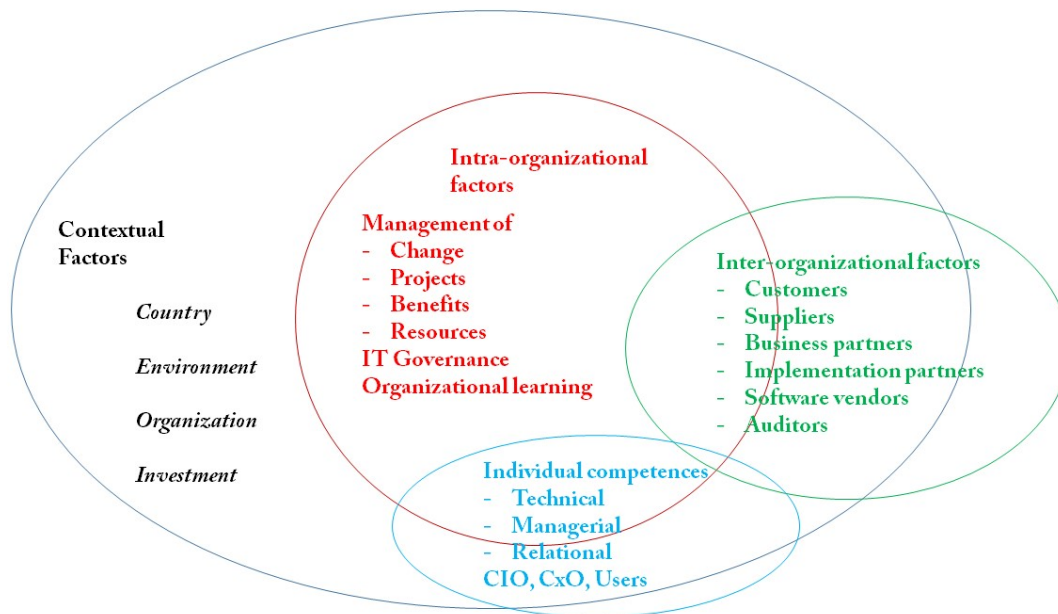 Contextual
Factors
Country
Environment
Organization
Investment
Intra-organizational
factors
Management of
- Change
- Projects
- Benefits
- Resources
IT Governance
Organizational learning
Inter-organizational factors
- Customers
- Suppliers
- Business partners
- Implementation partners
- Software vendors
- Auditors
Individual competences
- Technical
- Managerial
- Relational
CIO, CxO, Users